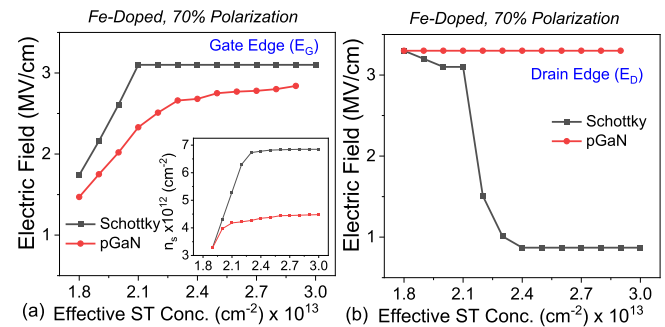 Fe-Doped, 70% Polarization
Gate Edge (E_G)
Electric Field (MV/cm)
3
2
1
Schottky
pGaN
n_s x10^12 (cm^-2)
7
6
5
4
3
1.8 2.1 2.4 2.7 3.0
1.8 2.1 2.4 2.7 3.0
(a) Effective ST Conc. (cm^-2) x 10^13
Fe-Doped, 70% Polarization
Drain Edge (E_D)
Electric Field (MV/cm)
3
2
1
Schottky
pGaN
1.8 2.1 2.4 2.7 3.0
(b) Effective ST Conc. (cm^-2) x 10^13